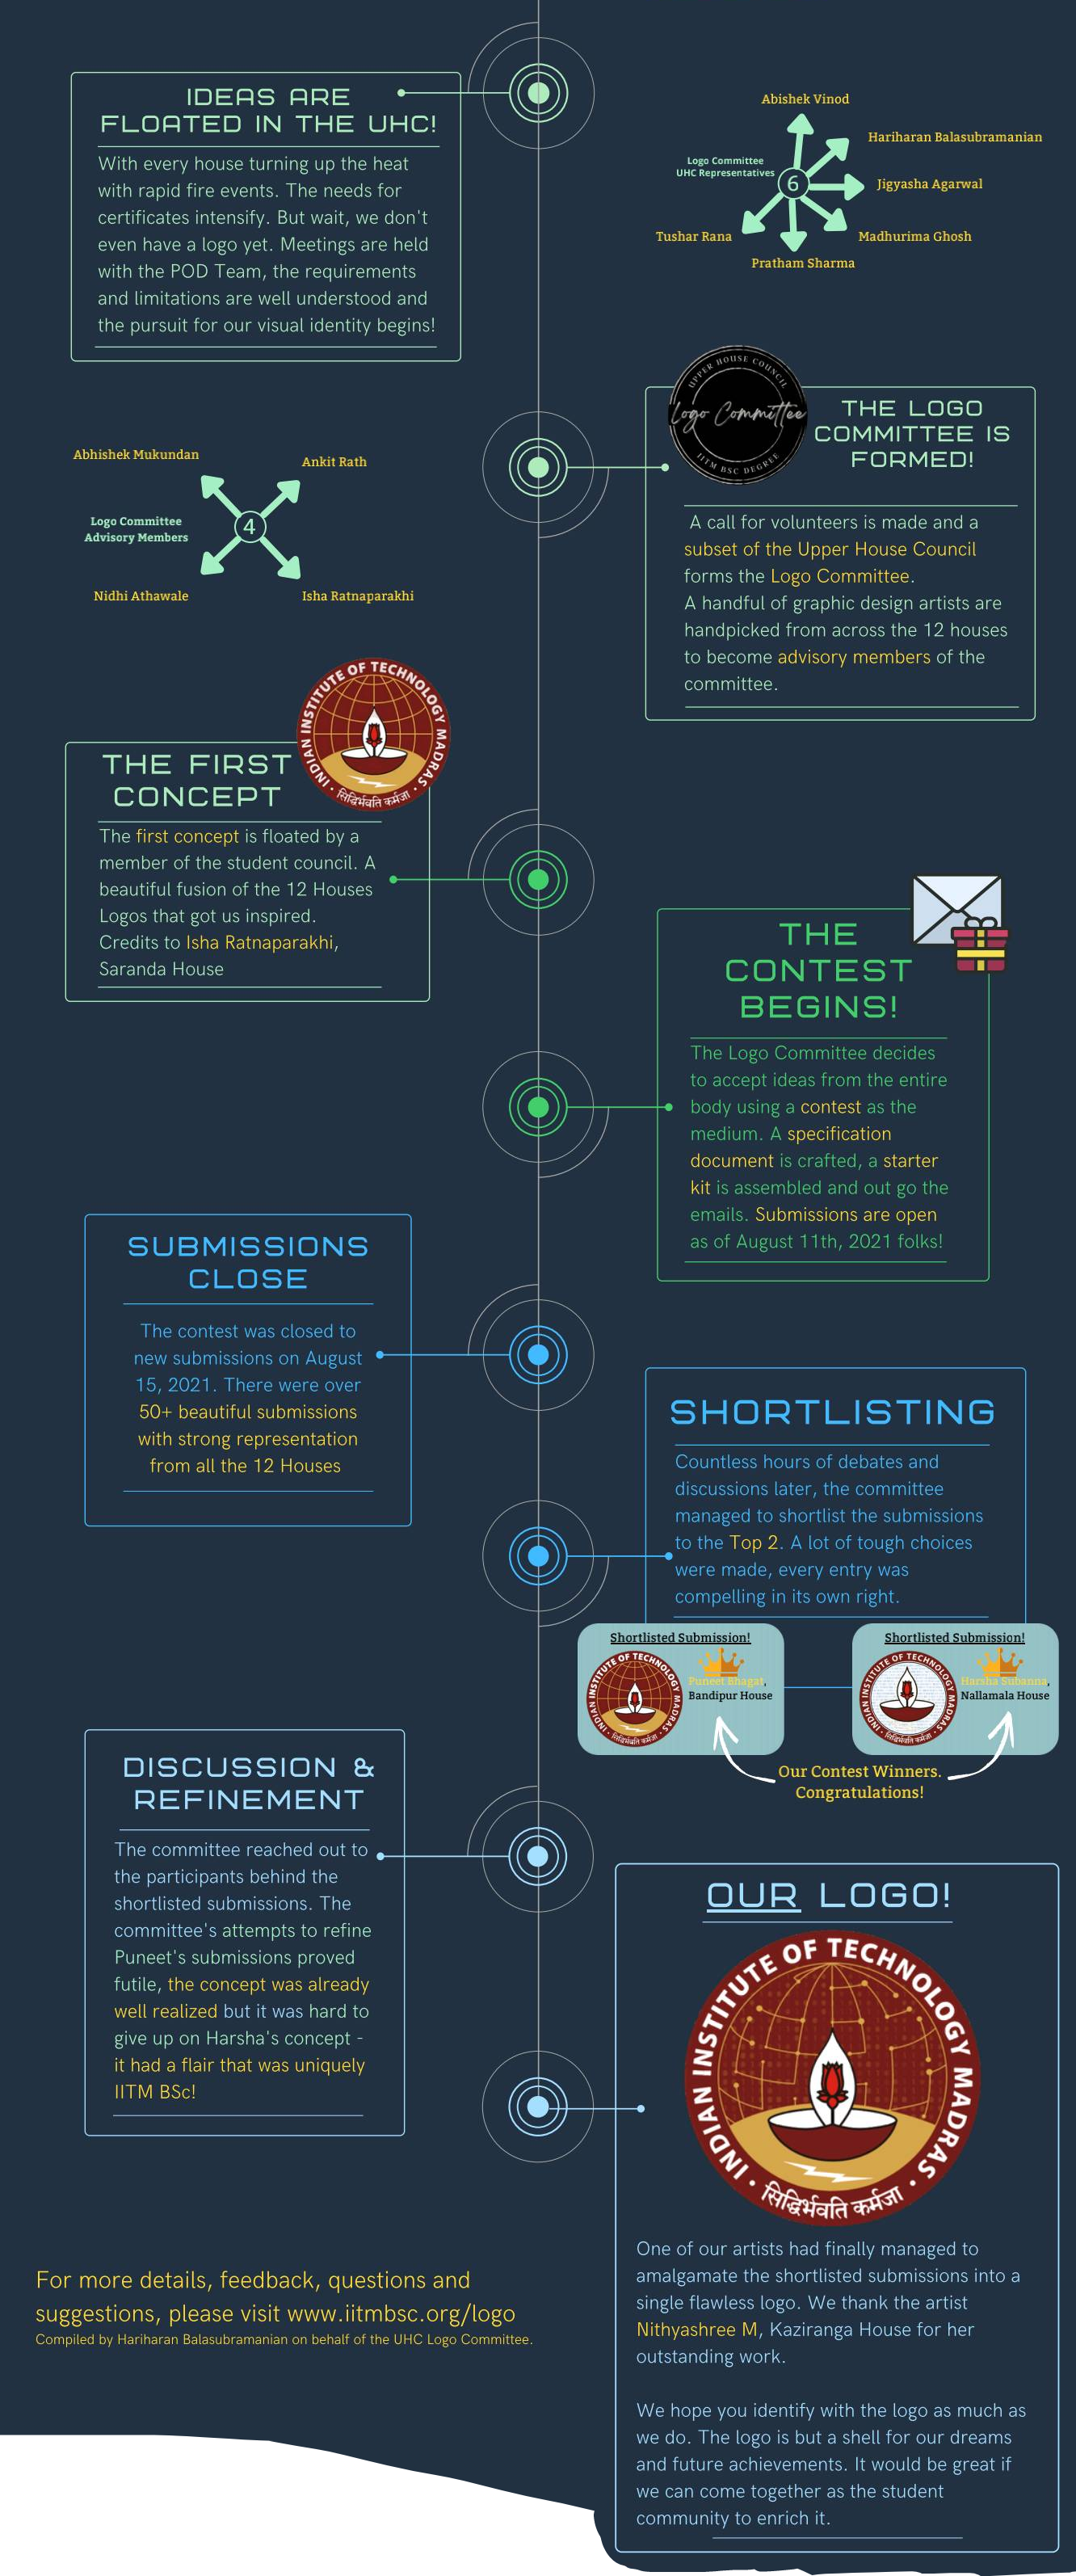 IDEAS ARE
FLOATED IN THE UHC!
With every house turning up the heat
with rapid fire events. The needs for
certificates intensify. But wait, we don't
even have a logo yet. Meetings are held
with the POD Team, the requirements
and limitations are well understood and
the pursuit for our visual identity begins!
Abishek Vinod
Hariharan Balasubramanian
Logo Committee
UHC Representatives
6
Jigyasha Agarwal
Tushar Rana
Madhurima Ghosh
Pratham Sharma
UPPER HOUSE COUNCIL
Logo Committee
IITM BSC DEGREE
THE LOGO
COMMITTEE IS
FORMED!
A call for volunteers is made and a
subset of the Upper House Council
forms the Logo Committee.
A handful of graphic design artists are
handpicked from across the 12 houses
to become advisory members of the
committee.
Abhishek Mukundan
Ankit Rath
Logo Committee
Advisory Members
4
Nidhi Athawale
Isha Ratnaparakhi
INDIAN INSTITUTE OF TECHNOLOGY MADRAS
सिद्धिर्भवति कर्मजा
THE FIRST
CONCEPT
The first concept is floated by a
member of the student council. A
beautiful fusion of the 12 Houses
Logos that got us inspired.
Credits to Isha Ratnaparakhi,
Saranda House
THE
CONTEST
BEGINS!
The Logo Committee decides
to accept ideas from the entire
body using a contest as the
medium. A specification
document is crafted, a starter
kit is assembled and out go the
emails. Submissions are open
as of August 11th, 2021 folks!
SUBMISSIONS
CLOSE
The contest was closed to
new submissions on August
15, 2021. There were over
50+ beautiful submissions
with strong representation
from all the 12 Houses
SHORTLISTING
Countless hours of debates and
discussions later, the committee
managed to shortlist the submissions
to the Top 2. A lot of tough choices
were made, every entry was
compelling in its own right.
Shortlisted Submission!
INDIAN INSTITUTE OF TECHNOLOGY MADRAS
सिद्धिर्भवति कर्मजा
Puneet Bhagat,
Bandipur House
Shortlisted Submission!
INDIAN INSTITUTE OF TECHNOLOGY MADRAS
सिद्धिर्भवति कर्मजा
Harsha Subanna,
Nallamala House
Our Contest Winners.
Congratulations!
DISCUSSION &
REFINEMENT
The committee reached out to
the participants behind the
shortlisted submissions. The
committee's attempts to refine
Puneet's submissions proved
futile, the concept was already
well realized but it was hard to
give up on Harsha's concept -
it had a flair that was uniquely
IITM BSc!
OUR LOGO!
INDIAN INSTITUTE OF TECHNOLOGY MADRAS
सिद्धिर्भवति कर्मजा
One of our artists had finally managed to
amalgamate the shortlisted submissions into a
single flawless logo. We thank the artist
Nithyashree M, Kaziranga House for her
outstanding work.
We hope you identify with the logo as much as
we do. The logo is but a shell for our dreams
and future achievements. It would be great if
we can come together as the student
community to enrich it.
For more details, feedback, questions and
suggestions, please visit www.iitmbsc.org/logo
Compiled by Hariharan Balasubramanian on behalf of the UHC Logo Committee.